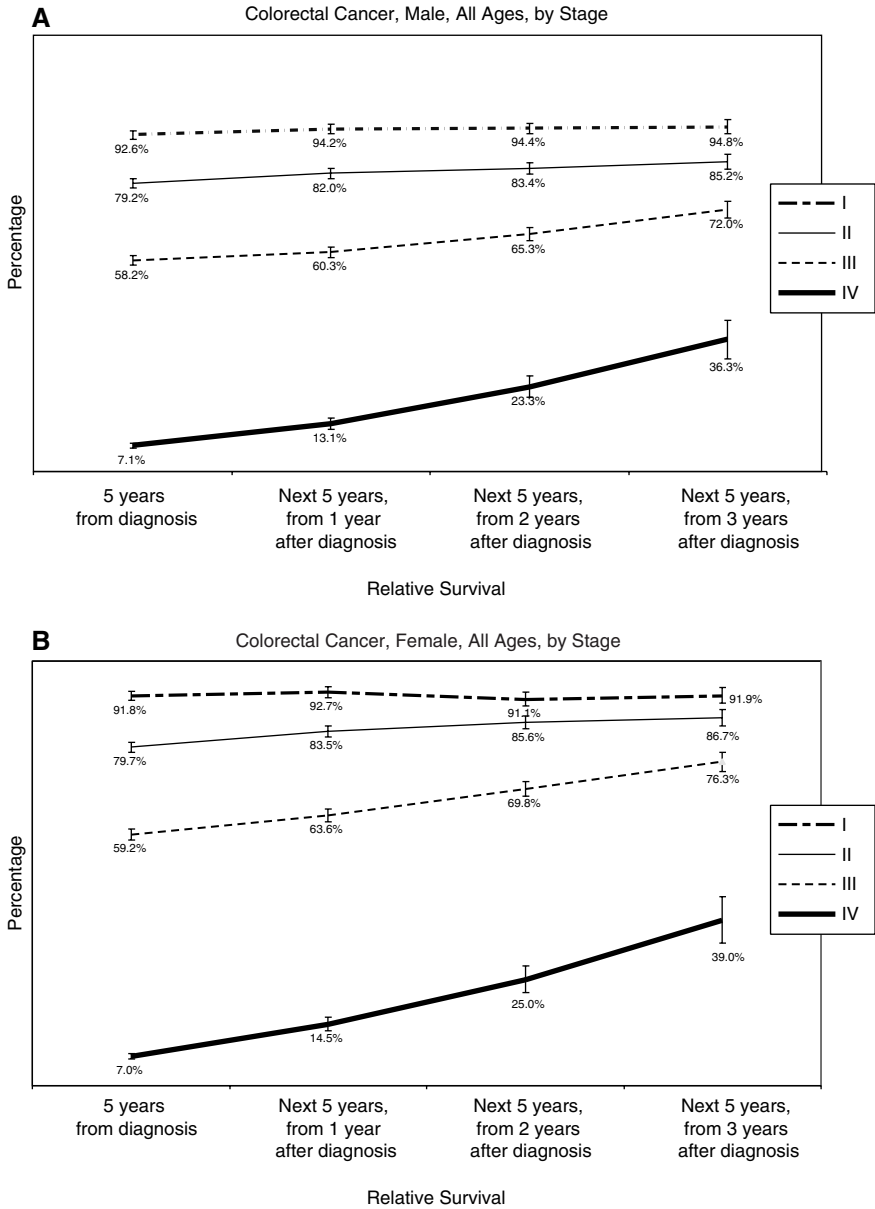 A
Colorectal Cancer, Male, All Ages, by Stage
Percentage
92.6%
94.2%
94.4%
94.8%
79.2%
82.0%
83.4%
85.2%
58.2%
60.3%
65.3%
72.0%
7.1%
13.1%
23.3%
36.3%
I
II
III
IV
5 years
from diagnosis
Next 5 years,
from 1 year
after diagnosis
Next 5 years,
from 2 years
after diagnosis
Next 5 years,
from 3 years
after diagnosis
Relative Survival
B
Colorectal Cancer, Female, All Ages, by Stage
Percentage
91.8%
92.7%
91.1%
91.9%
79.7%
83.5%
85.6%
86.7%
59.2%
63.6%
69.8%
76.3%
7.0%
14.5%
25.0%
39.0%
I
II
III
IV
5 years
from diagnosis
Next 5 years,
from 1 year
after diagnosis
Next 5 years,
from 2 years
after diagnosis
Next 5 years,
from 3 years
after diagnosis
Relative Survival